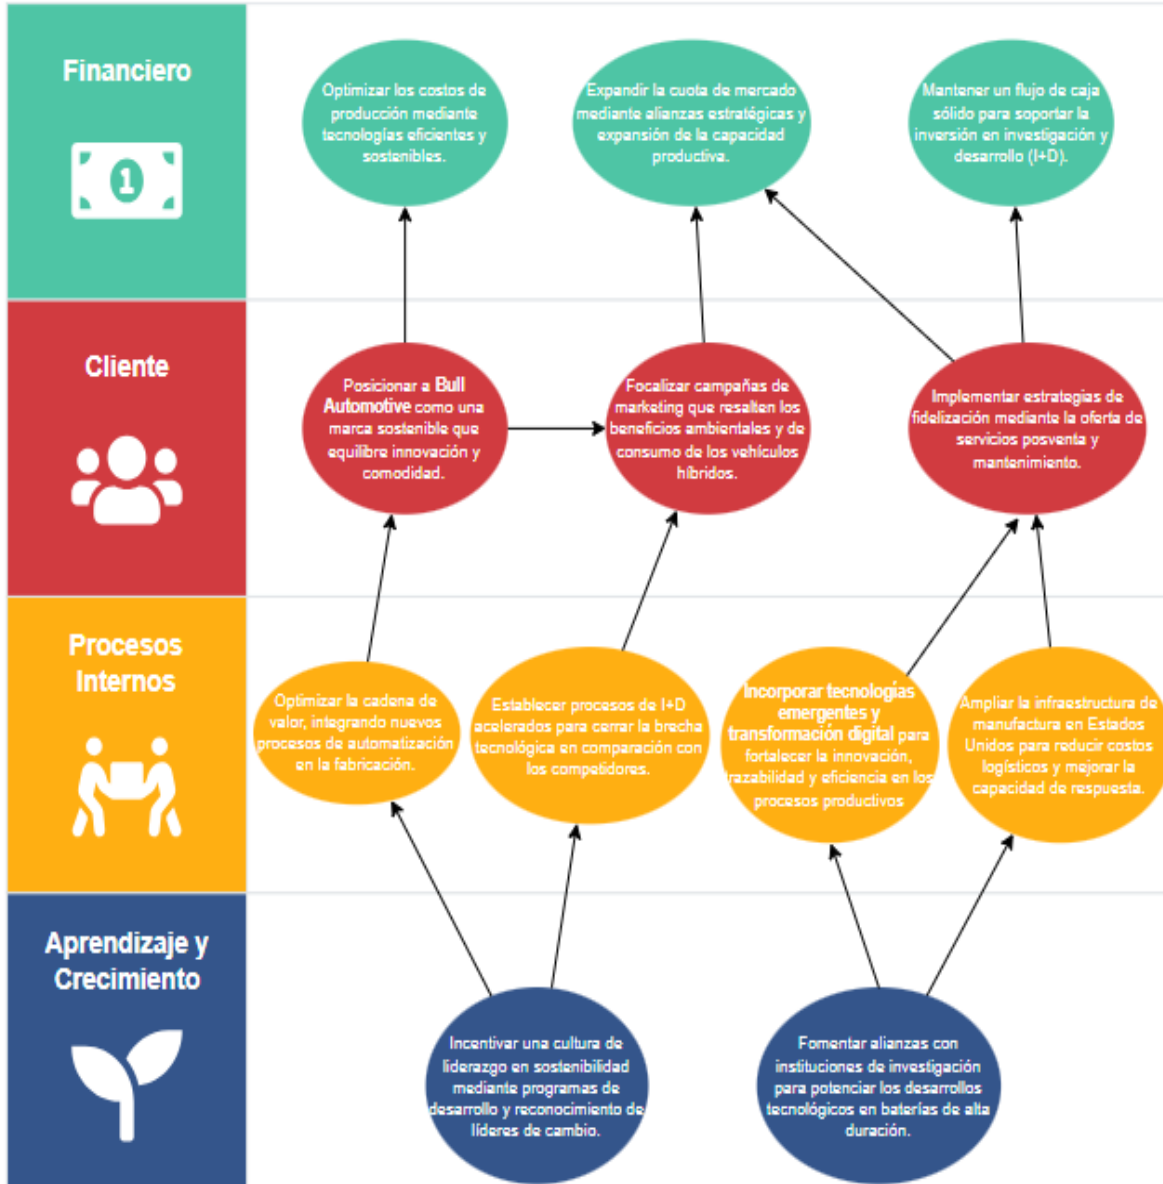 Financiero
1
Optimizar los costos de
producción mediante
tecnologías eficientes y
sostenibles.
Expandir la cuota de mercado
mediante alianzas estratégicas y
expansión de la capacidad
productiva.
Mantener un flujo de caja
sólido para soportar la
inversión en investigación y
desarrollo (I+D).
Cliente
Posicionar a Bull
Automotive como una
marca sostenible que
equilibre innovación y
comodidad.
Focalizar campañas de
marketing que resalten los
beneficios ambientales y de
consumo de los vehículos
híbridos.
Implementar estrategias de
fidelización mediante la oferta de
servicios posventa y
mantenimiento.
Procesos
Internos
Optimizar la cadena de
valor, integrando nuevos
procesos de automatización
en la fabricación.
Establecer procesos de I+D
acelerados para cerrar la brecha
tecnológica en comparación con
los competidores.
Incorporar tecnologías
emergentes y
transformación digital para
fortalecer la innovación,
trazabilidad y eficiencia en los
procesos productivos
Ampliar la infraestructura de
manufactura en Estados
Unidos para reducir costos
logísticos y mejorar la
capacidad de respuesta.
Aprendizaje y
Crecimiento
Incentivar una cultura de
liderazgo en sostenibilidad
mediante programas de
desarrollo y reconocimiento de
líderes de cambio.
Fomentar alianzas con
instituciones de investigación
para potenciar los desarrollos
tecnológicos en baterías de alta
duración.